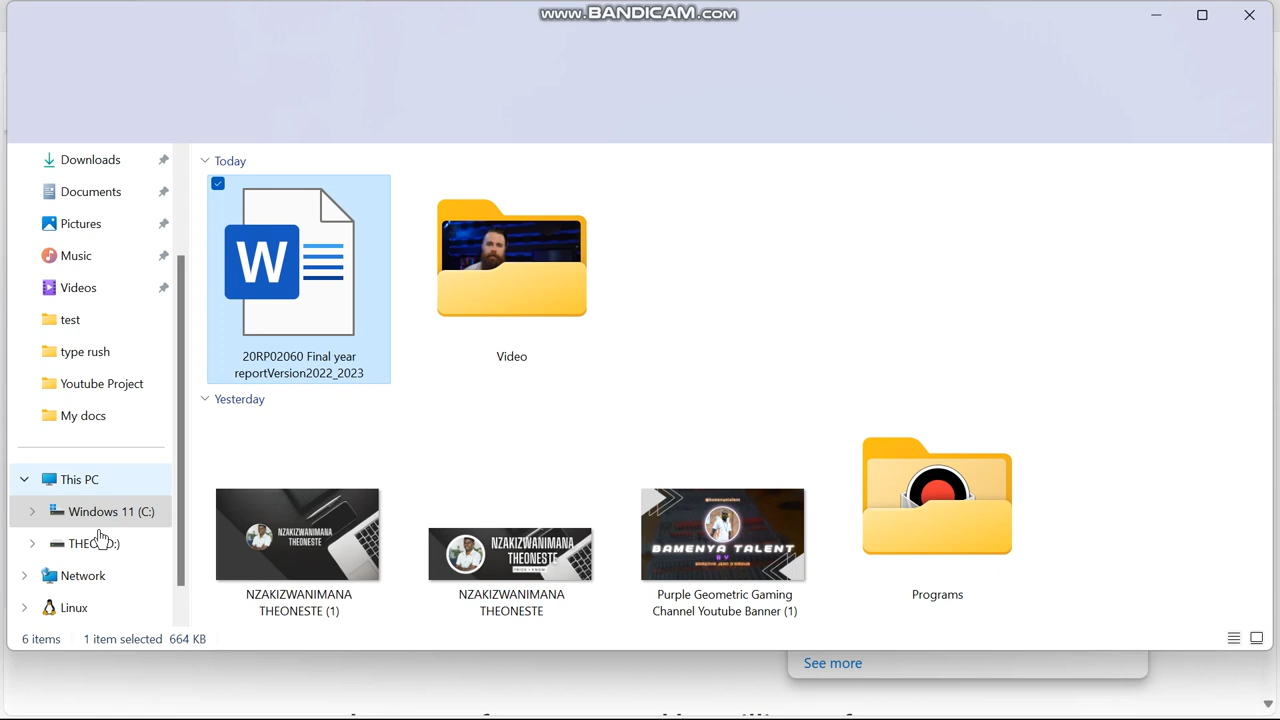 www.BANDICAM.com
Downloads
Documents
Pictures
Music
Videos
test
type rush
Youtube Project
My docs
This PC
Windows 11 (C:)
Network
Linux
Today
W
20RP02060 Final year
reportVersion2022_2023
Video
Yesterday
NZAKIZWANIMANA
THEONESTE
NZAKIZWANIMANA
THEONESTE (1)
NZAKIZWANIMANA
THEONESTE
NZAKIZWANIMANA
THEONESTE
@bamenyatalent
BAMENYA TALENT
BY
Purple Geometric Gaming
Channel Youtube Banner (1)
Programs
6 items
1 item selected 664 KB
See more